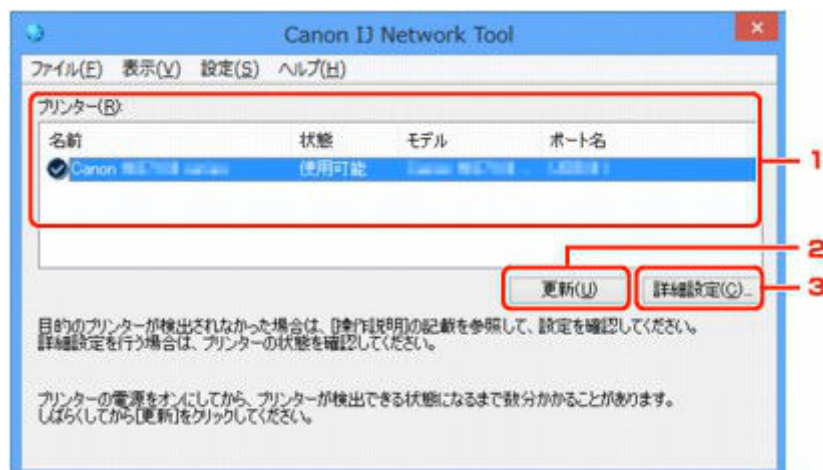 Canon IJ Network Tool
ファイル(F) 表示(V) 設定(S) ヘルプ(H)
プリンター(R):
名前 状態 モデル ポート名
Canon series 使用可能 Canon
1
2
更新(U) 詳細設定(C)...
3
目的のプリンターが検出されなかった場合は、[操作説明]の記載を参照して、設定を確認してください。
詳細設定を行う場合は、プリンターの状態を確認してください。
プリンターの電源をオンにしてから、プリンターが検出できる状態になるまで数分かかることがあります。
しばらくしてから[更新]をクリックしてください。